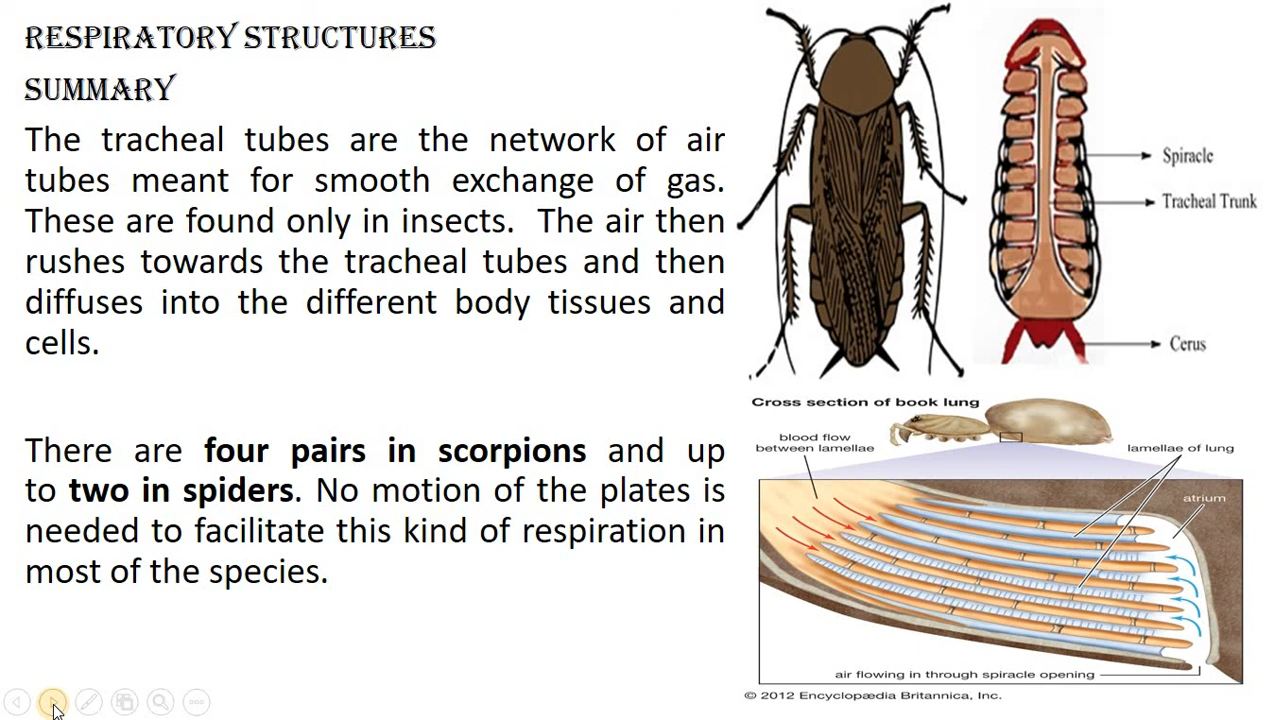 RESPIRATORY STRUCTURES
SUMMARY
The tracheal tubes are the network of air
tubes meant for smooth exchange of gas.
These are found only in insects. The air then
rushes towards the tracheal tubes and then
diffuses into the different body tissues and
cells.
There are four pairs in scorpions and up
to two in spiders. No motion of the plates is
needed to facilitate this kind of respiration in
most of the species.
Spiracle
Tracheal Trunk
Cerus
Cross section of book lung
blood flow
between lamellae
lamellae of lung
atrium
air flowing in through spiracle opening
© 2012 Encyclopædia Britannica, Inc.